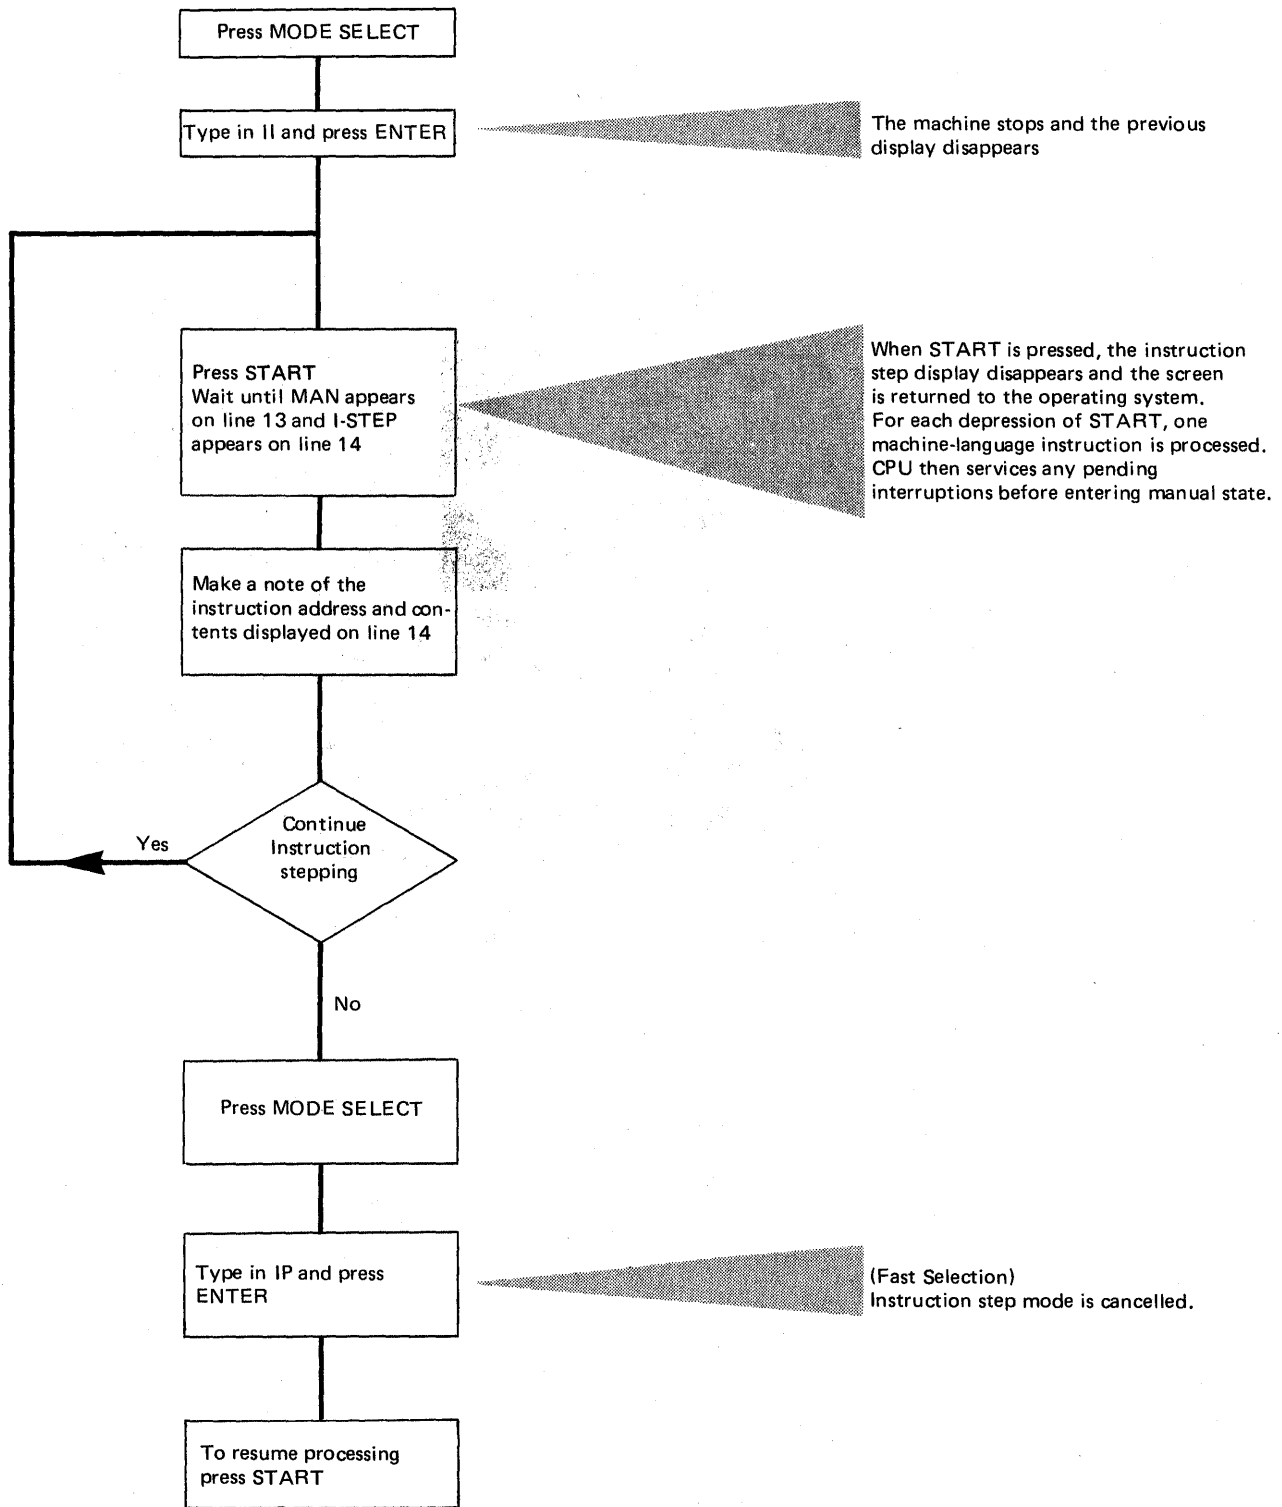 Press MODE SELECT
Type in II and press ENTER
The machine stops and the previous
display disappears
Press START
Wait until MAN appears
on line 13 and I-STEP
appears on line 14
When START is pressed, the instruction
step display disappears and the screen
is returned to the operating system.
For each depression of START, one
machine-language instruction is processed.
CPU then services any pending
interruptions before entering manual state.
Make a note of the
instruction address and con-
tents displayed on line 14
Continue
Instruction
stepping
Yes
No
Press MODE SELECT
Type in IP and press
ENTER
(Fast Selection)
Instruction step mode is cancelled.
To resume processing
press START